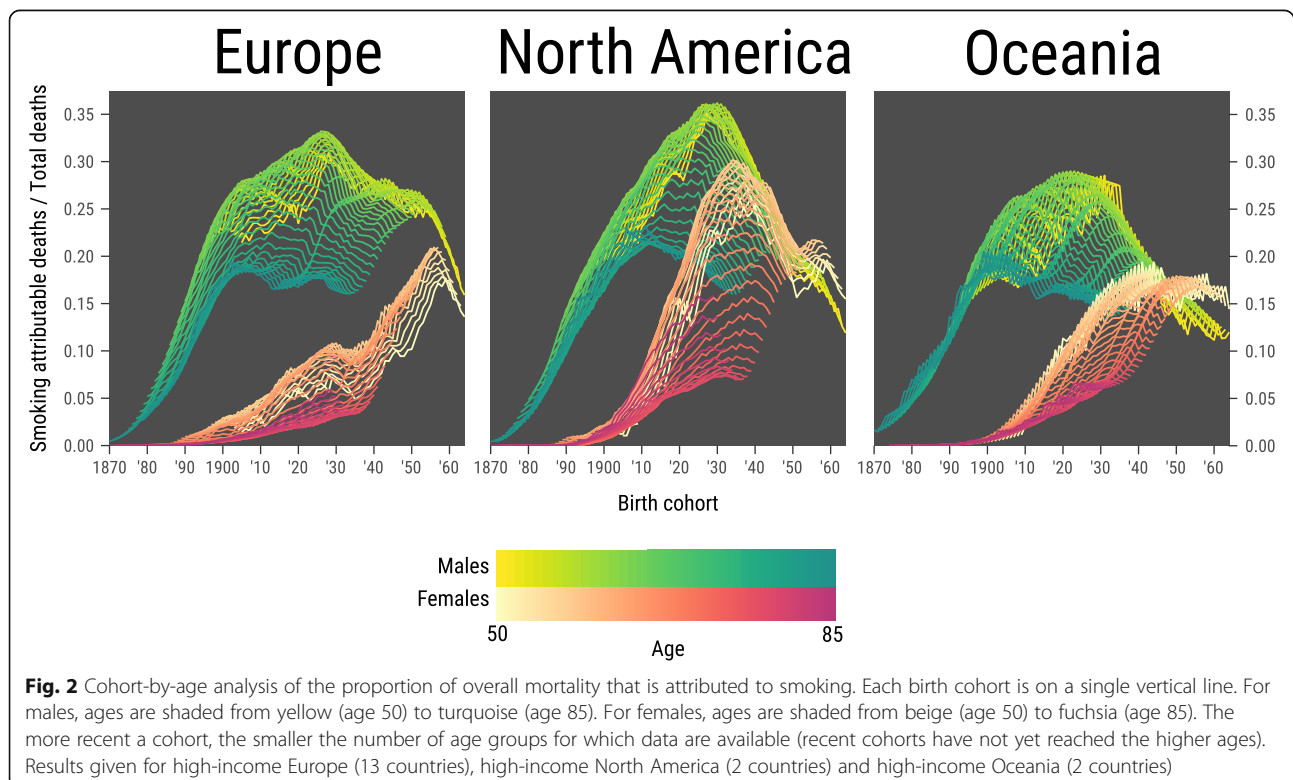 Europe
North America
Oceania
Smoking attributable deaths / Total deaths
0.35
0.30
0.25
0.20
0.15
0.10
0.05
0.00
0.35
0.30
0.25
0.20
0.15
0.10
0.05
0.00
1870 '80 '90 1900 '10 '20 '30 '40 '50 '60
1870 '80 '90 1900 '10 '20 '30 '40 '50 '60
1870 '80 '90 1900 '10 '20 '30 '40 '50 '60
Birth cohort
Males
Females
50 85
Age
Fig. 2 Cohort-by-age analysis of the proportion of overall mortality that is attributed to smoking. Each birth cohort is on a single vertical line. For
males, ages are shaded from yellow (age 50) to turquoise (age 85). For females, ages are shaded from beige (age 50) to fuchsia (age 85). The
more recent a cohort, the smaller the number of age groups for which data are available (recent cohorts have not yet reached the higher ages).
Results given for high-income Europe (13 countries), high-income North America (2 countries) and high-income Oceania (2 countries)